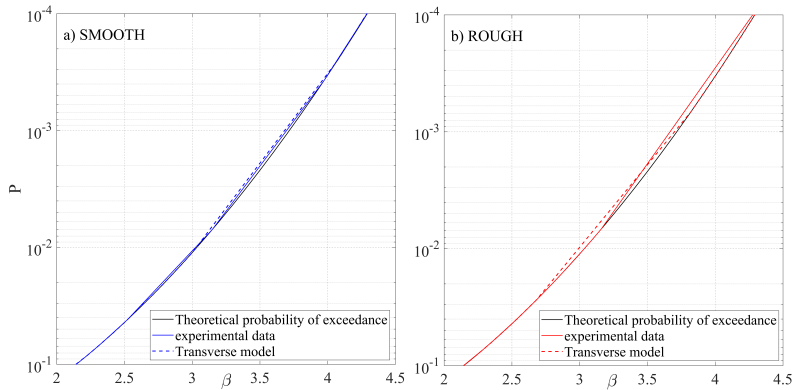 a) SMOOTH
10^-4
10^-3
10^-2
10^-1
P
Theoretical probability of exceedance
experimental data
Transverse model
2 2.5 3 3.5 4 4.5
β
b) ROUGH
10^-4
10^-3
10^-2
10^-1
Theoretical probability of exceedance
experimental data
Transverse model
2 2.5 3 3.5 4 4.5
β